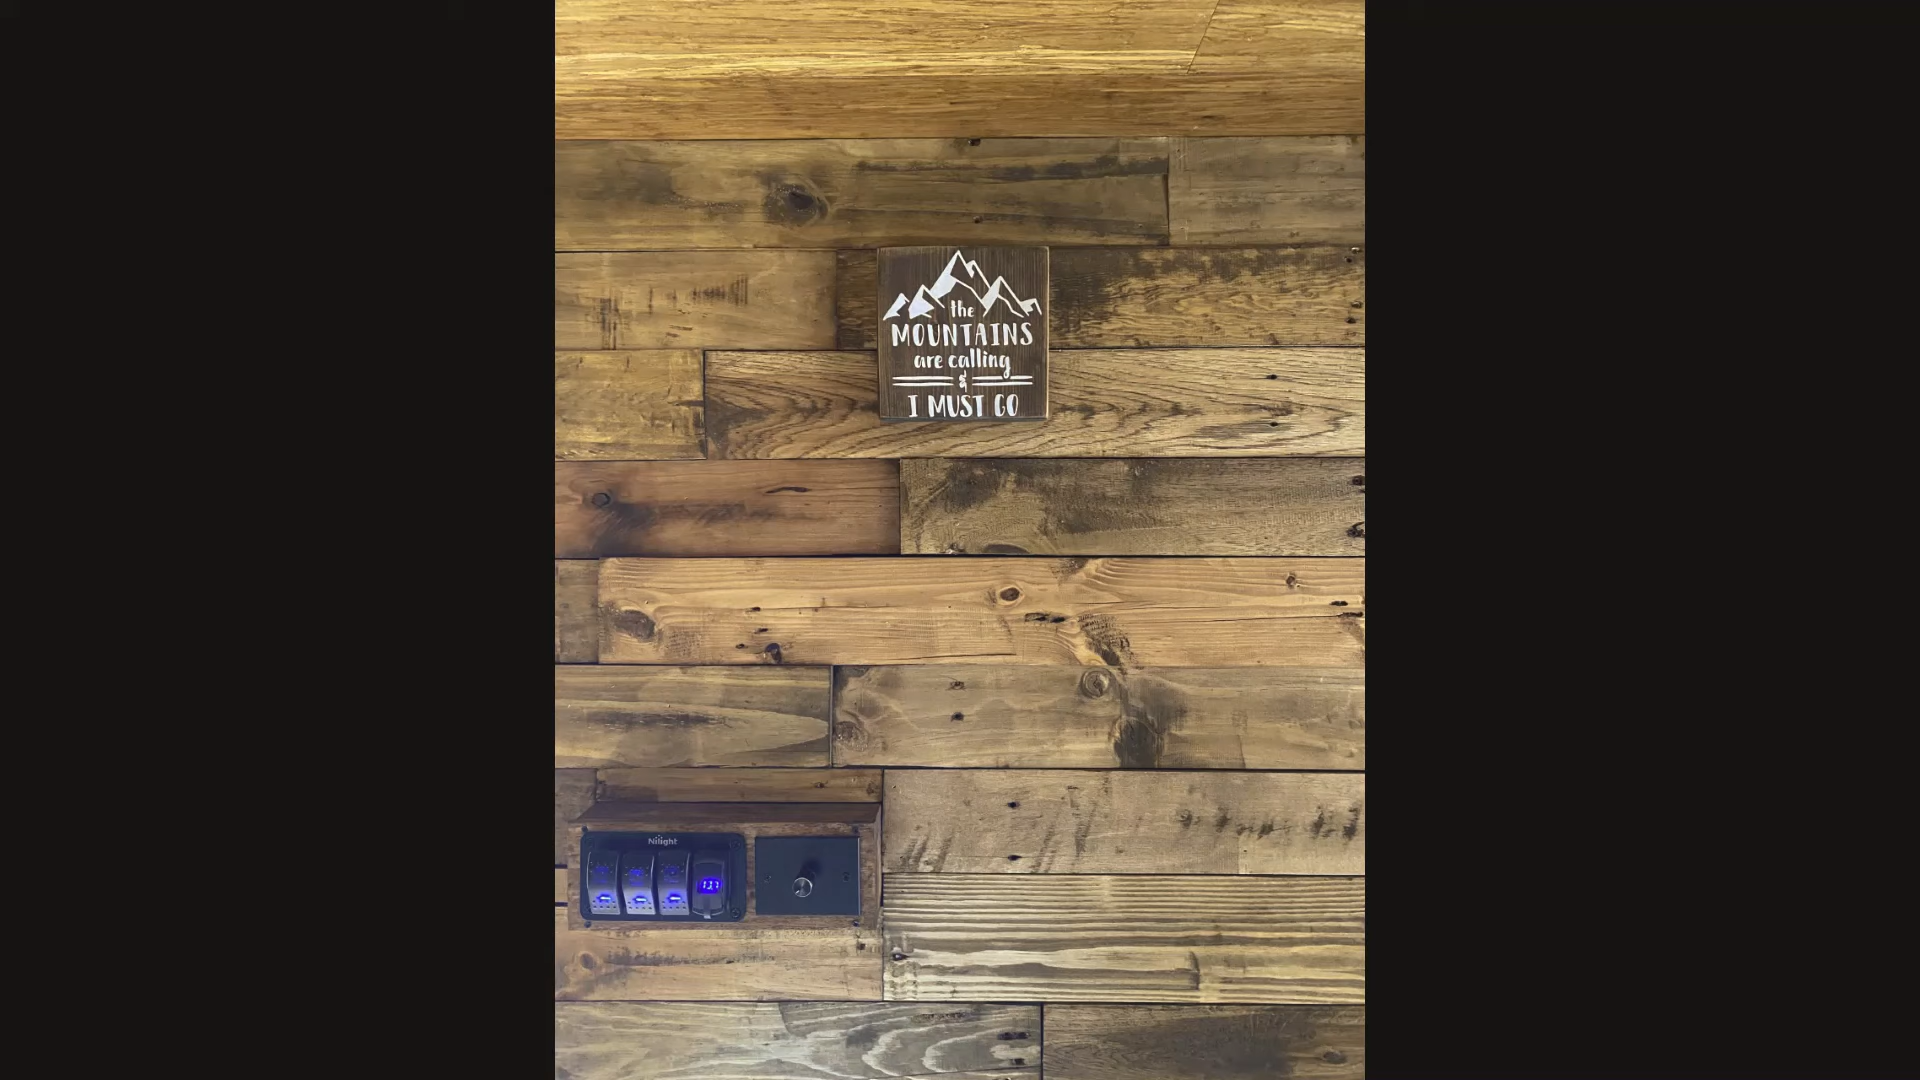 the
MOUNTAINS
are calling
&
I MUST GO
Nilight